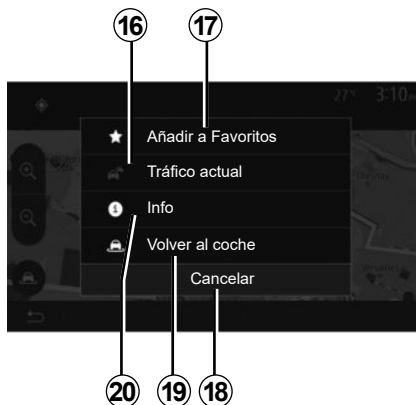 16 17
27°C 3:10
Añadir a Favoritos
Tráfico actual
Info
Volver al coche
Cancelar
20 19 18